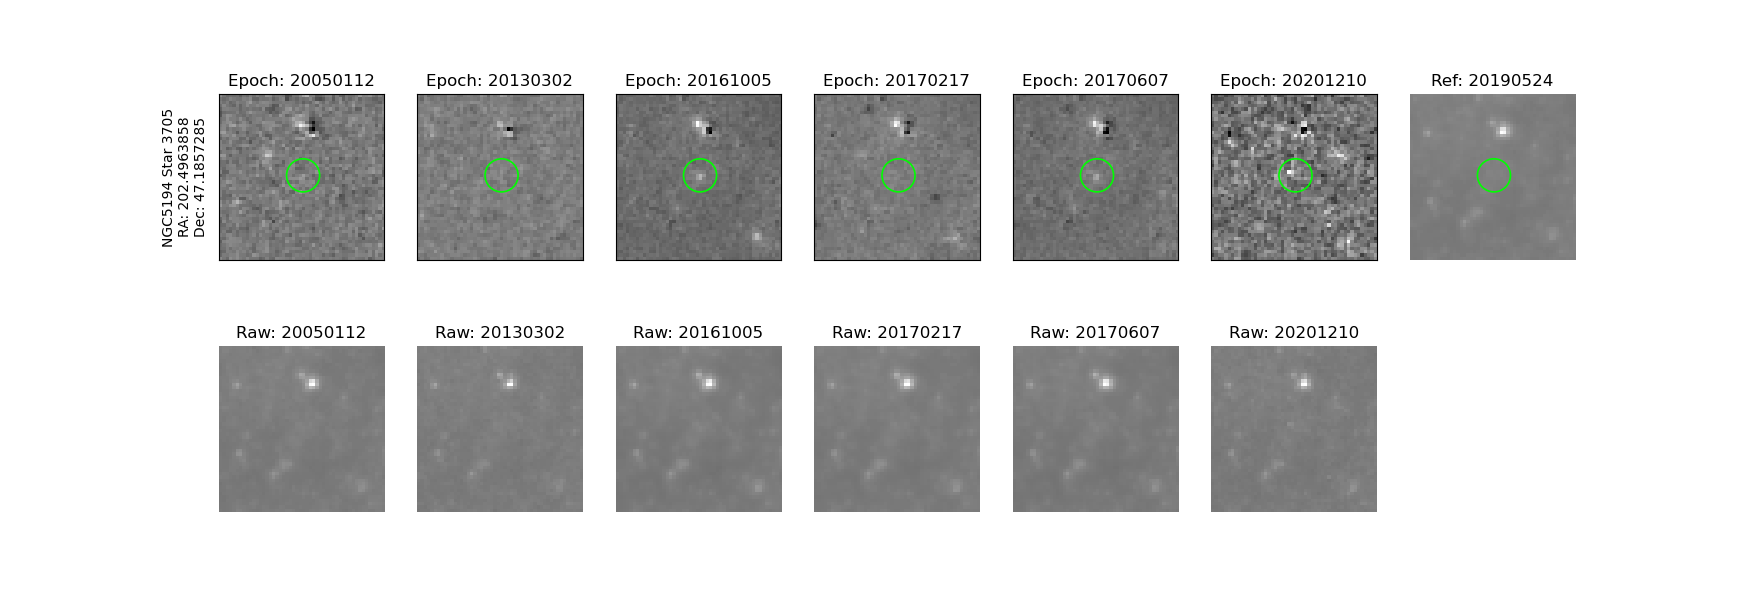 Epoch: 20050112
Epoch: 20130302
Epoch: 20161005
Epoch: 20170217
Epoch: 20170607
Epoch: 20201210
Ref: 20190524
NGC5194 Star 3705
RA: 202.4963858
Dec: 47.1857285
Raw: 20050112
Raw: 20130302
Raw: 20161005
Raw: 20170217
Raw: 20170607
Raw: 20201210